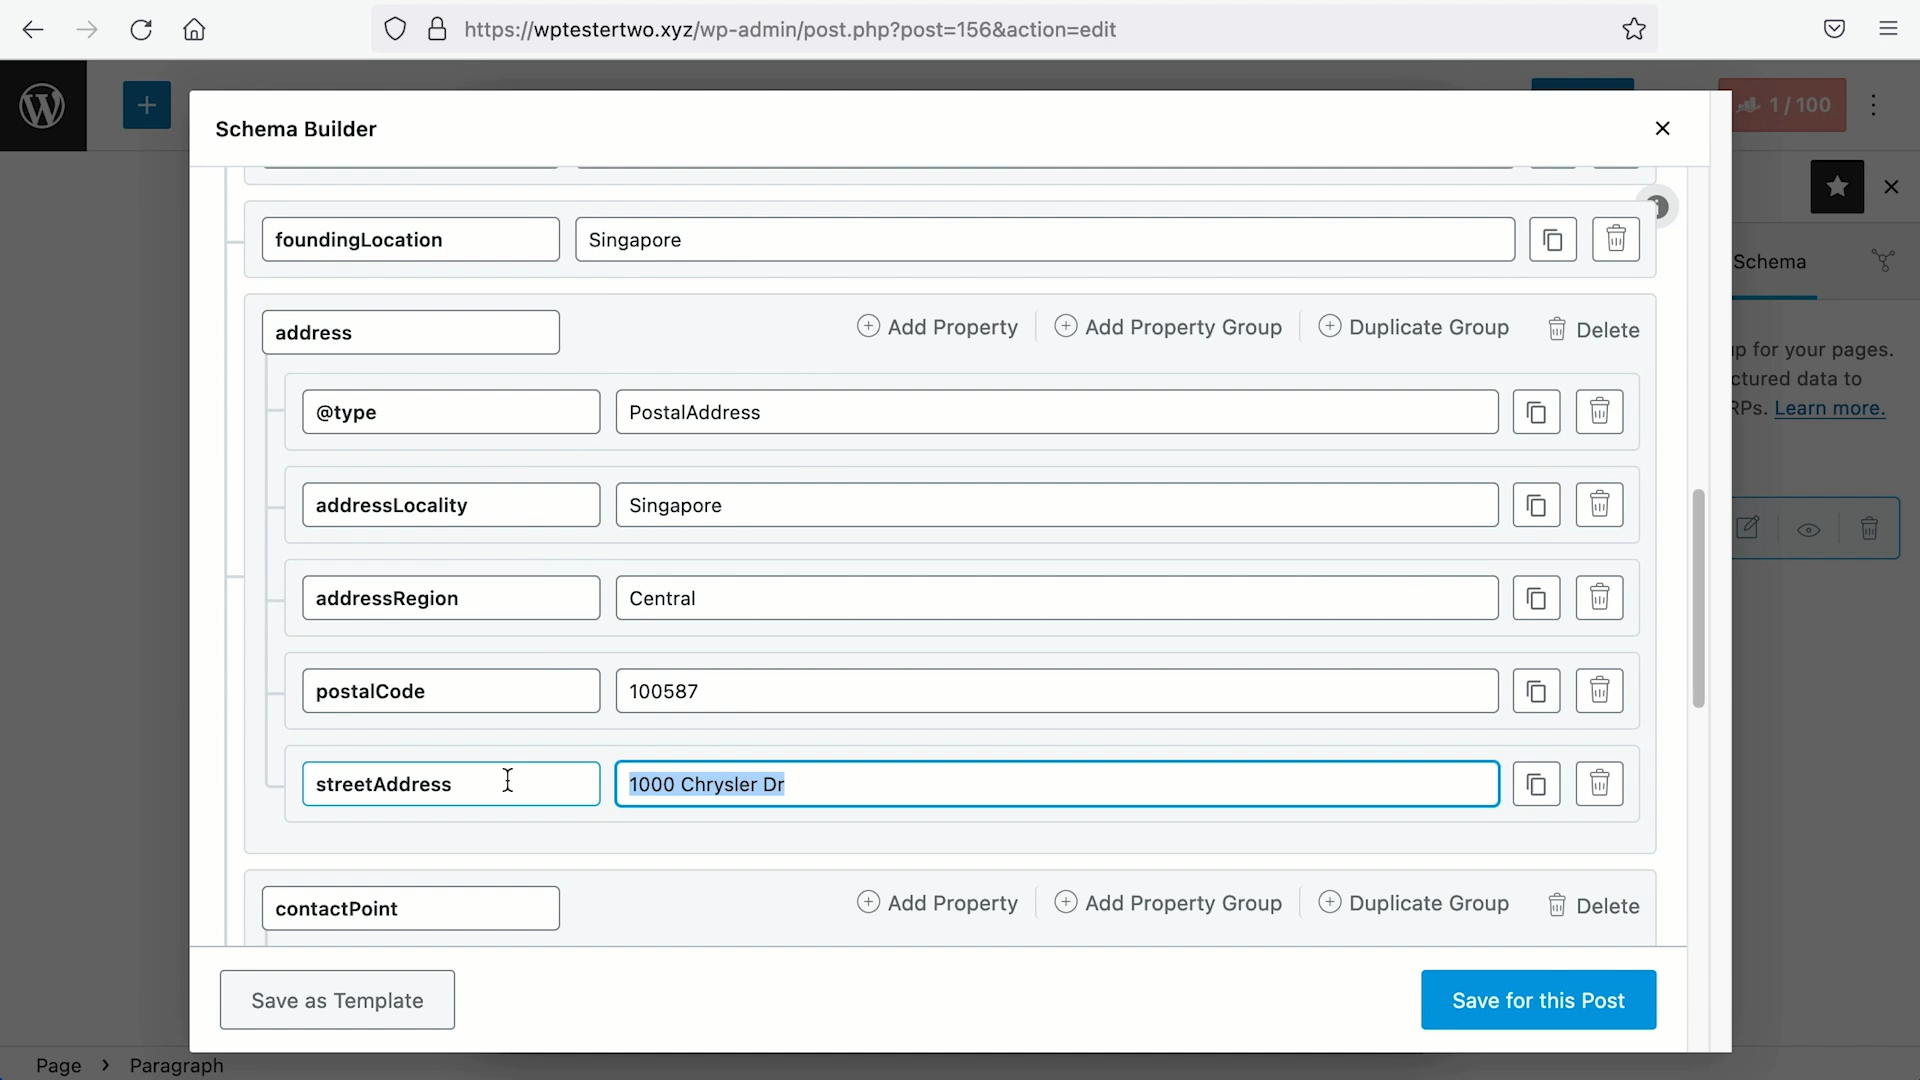 https://wptestertwo.xyz/wp-admin/post.php?post=156&action=edit
1 / 100
Schema Builder
foundingLocation Singapore
Schema
address Add Property Add Property Group Duplicate Group Delete
up for your pages.
ctured data to
RPs. Learn more.
@type PostalAddress
addressLocality Singapore
addressRegion Central
postalCode 100587
streetAddress 1000 Chrysler Dr
contactPoint Add Property Add Property Group Duplicate Group Delete
Save as Template Save for this Post
Page > Paragraph